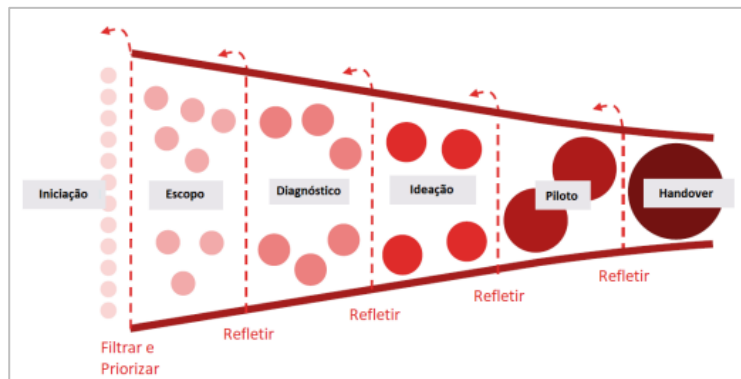 Iniciação
Escopo
Diagnóstico
Ideação
Piloto
Handover
Filtrar e
Priorizar
Refletir
Refletir
Refletir
Refletir